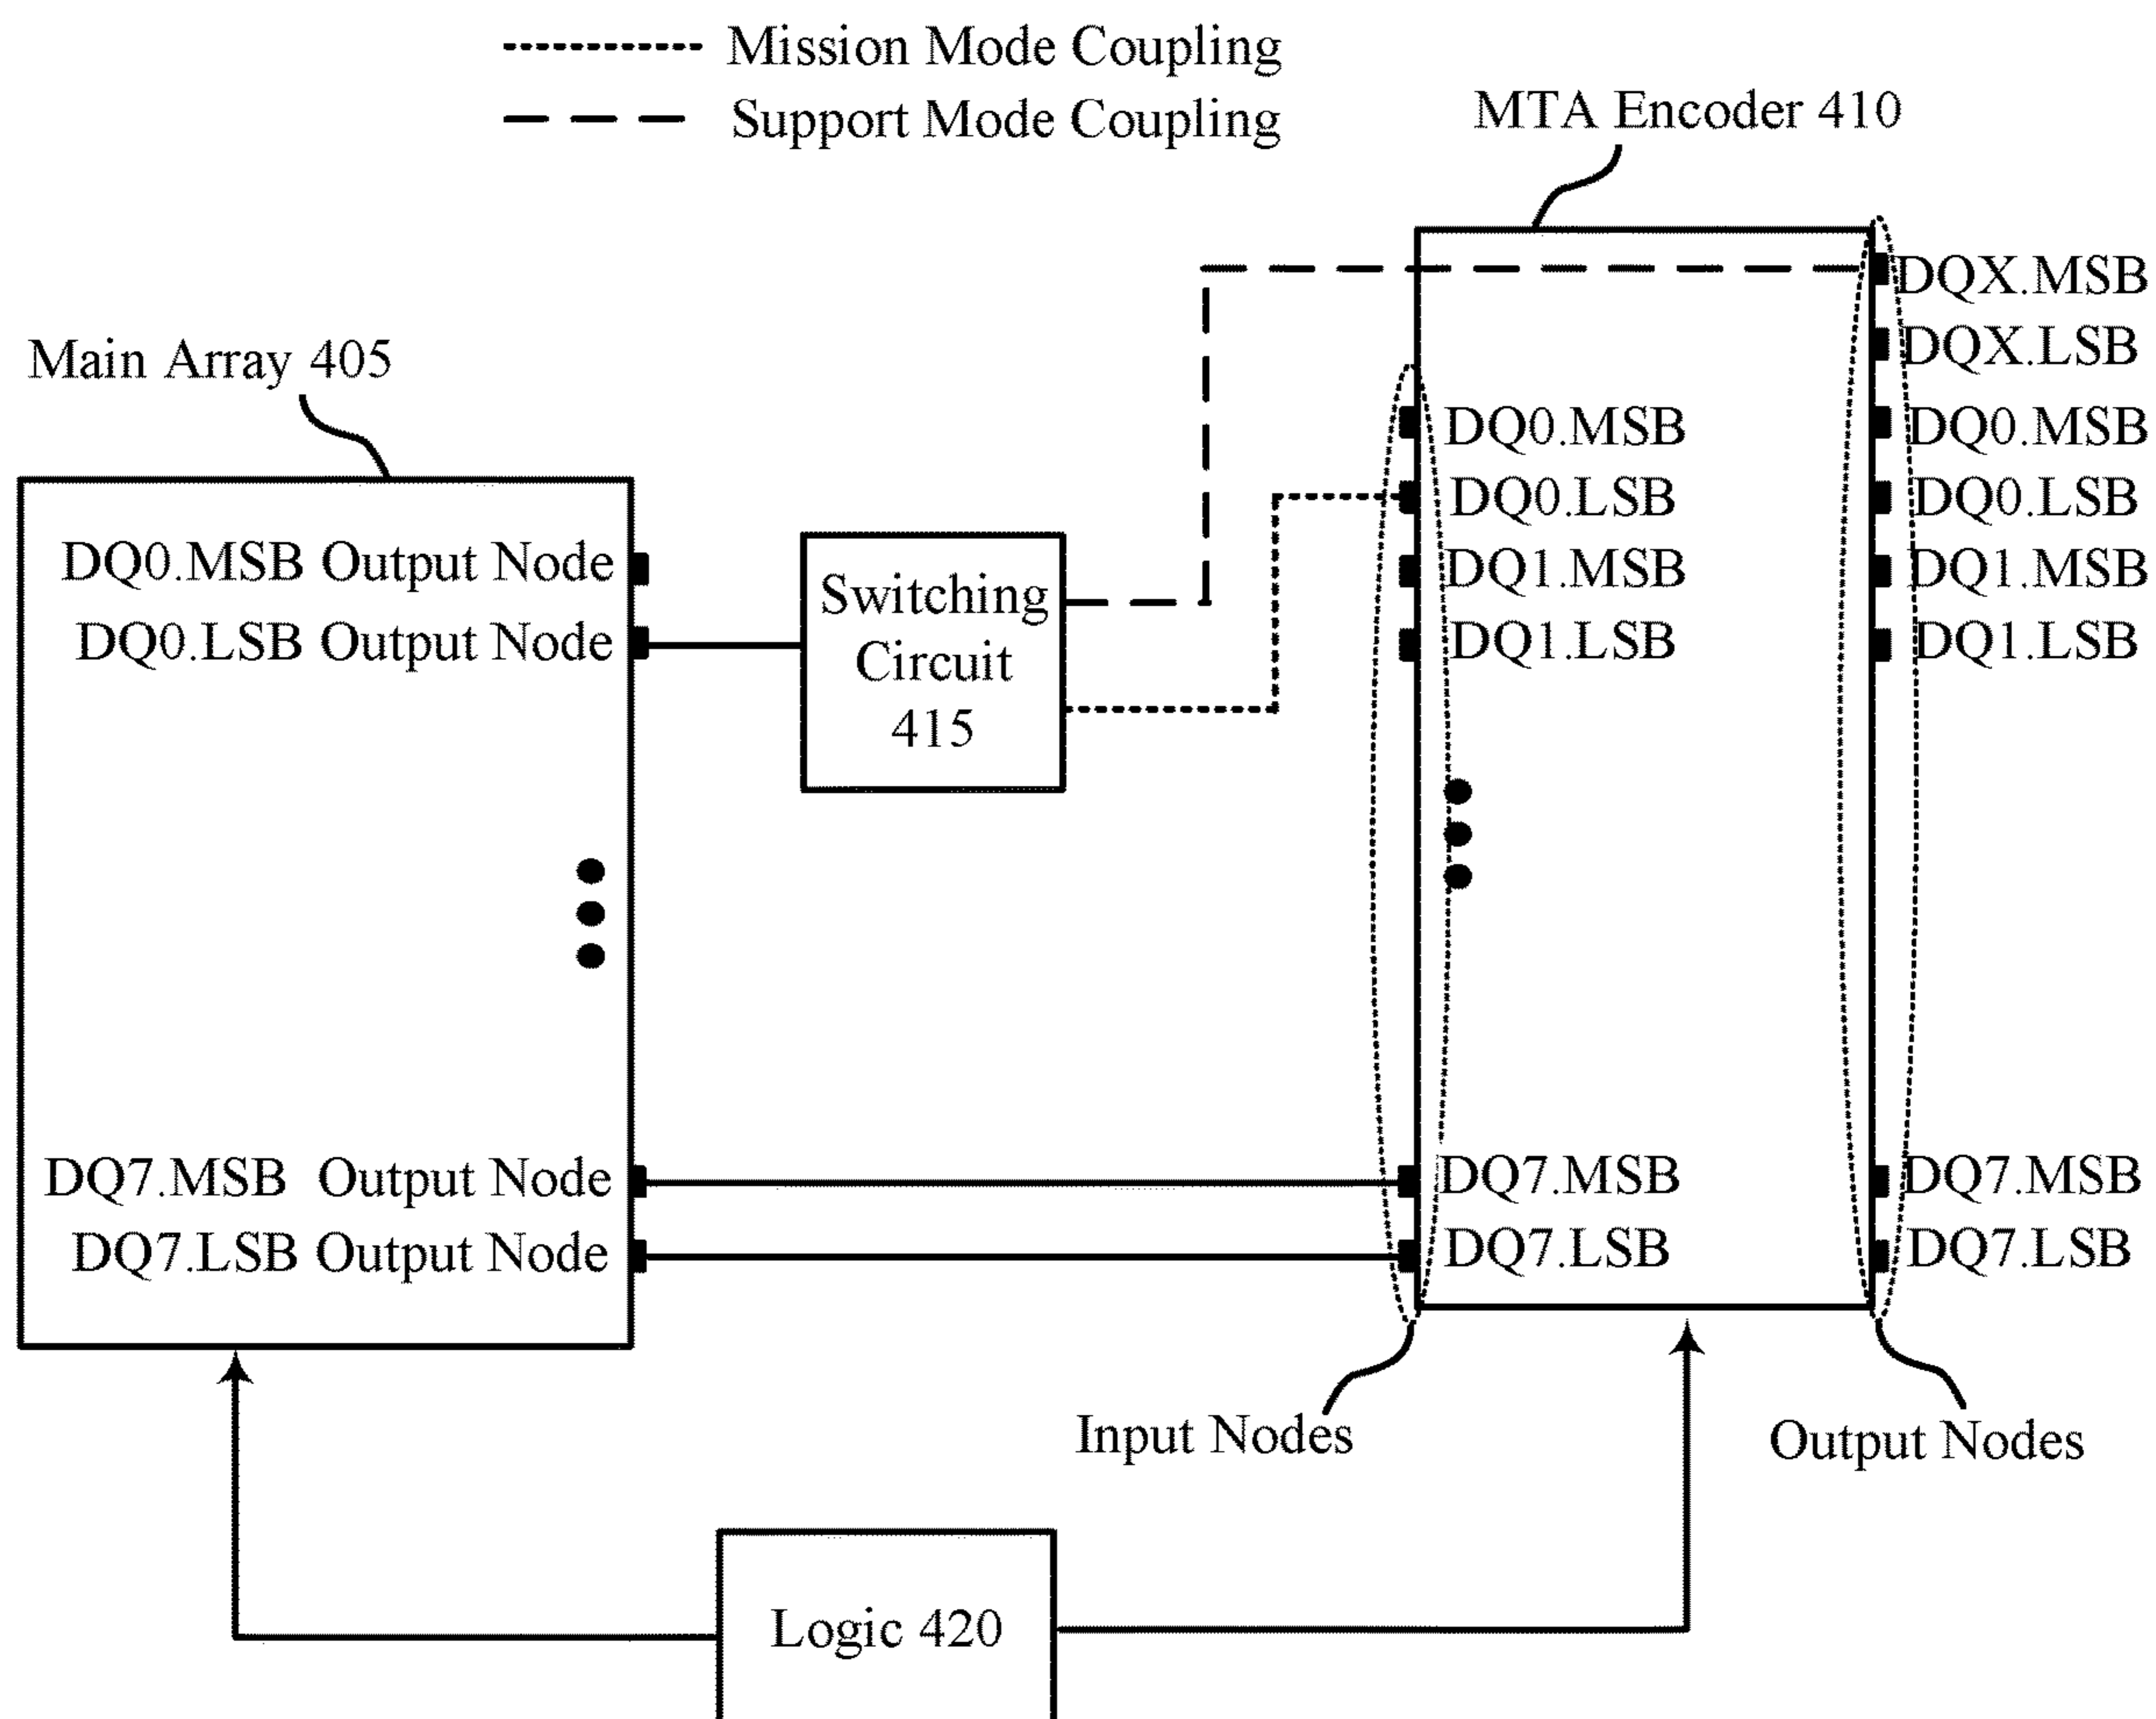 Mission Mode Coupling
Support Mode Coupling
MTA Encoder 410
Main Array 405
DQ0.MSB Output Node
DQ0.LSB Output Node
DQ7.MSB Output Node
DQ7.LSB Output Node
Switching
Circuit
415
DQ0.MSB
DQ0.LSB
DQ1.MSB
DQ1.LSB
DQ7.MSB
DQ7.LSB
DQX.MSB
DQX.LSB
DQ0.MSB
DQ0.LSB
DQ1.MSB
DQ1.LSB
DQ7.MSB
DQ7.LSB
Input Nodes
Output Nodes
Logic 420